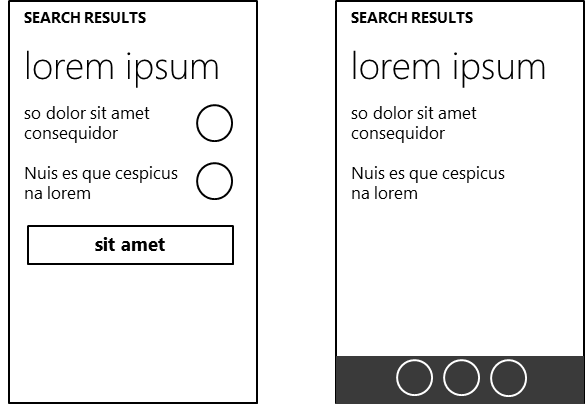 SEARCH RESULTS
lorem ipsum
so dolor sit amet
consequidor
Nuis es que cespicus
na lorem
sit amet
SEARCH RESULTS
lorem ipsum
so dolor sit amet
consequidor
Nuis es que cespicus
na lorem